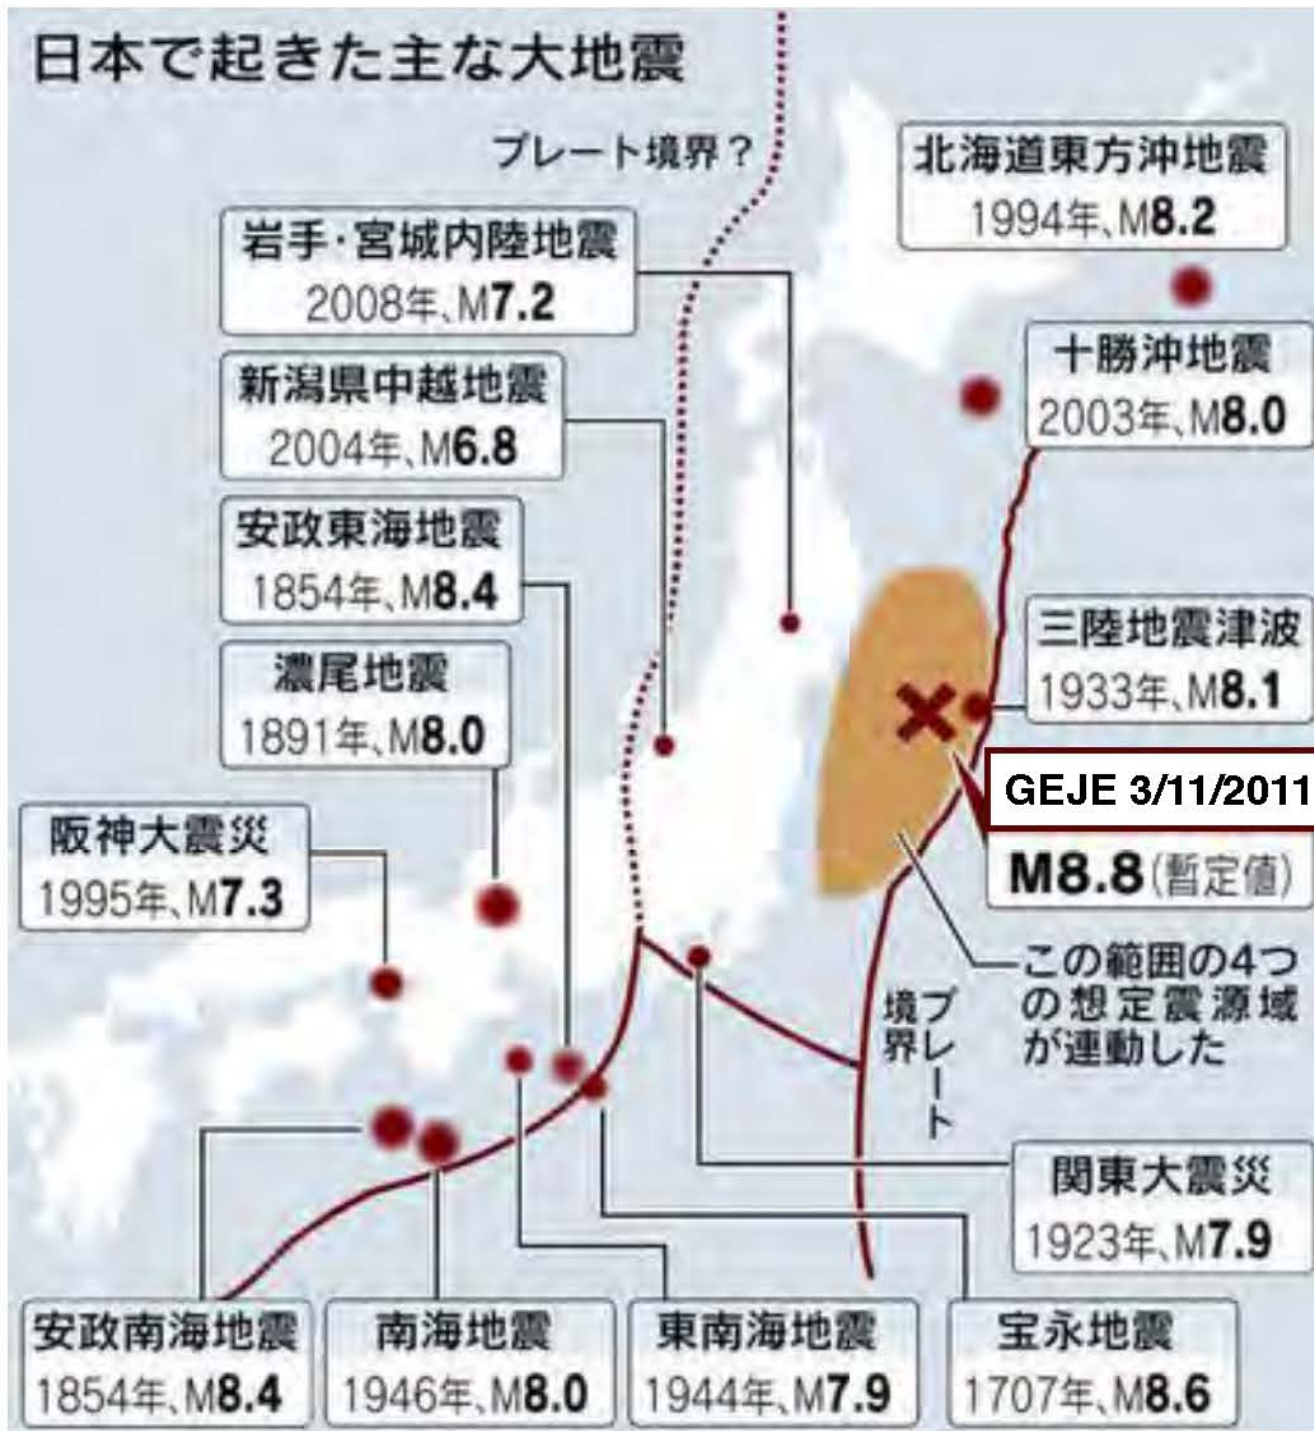 日本で起きた主な大地震
プレート境界？
北海道東方沖地震
1994年、M8.2
岩手・宮城内陸地震
2008年、M7.2
十勝沖地震
2003年、M8.0
新潟県中越地震
2004年、M6.8
安政東海地震
1854年、M8.4
三陸地震津波
1933年、M8.1
濃尾地震
1891年、M8.0
GEJE 3/11/2011
M8.8(暫定値)
阪神大震災
1995年、M7.3
この範囲の4つ
の想定震源域
が連動した
プレート
境界
関東大震災
1923年、M7.9
安政南海地震
1854年、M8.4
南海地震
1946年、M8.0
東南海地震
1944年、M7.9
宝永地震
1707年、M8.6